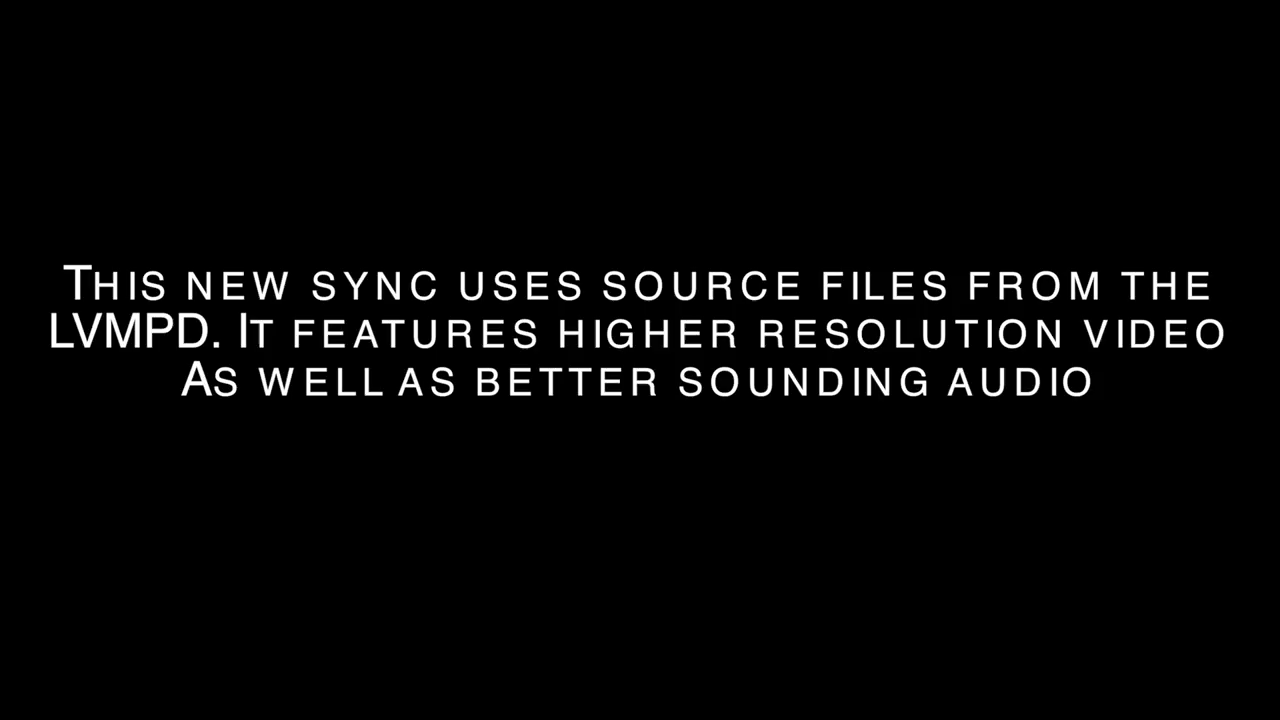 This new sync uses source files from the
LVMPD. It features higher resolution video
As well as better sounding audio